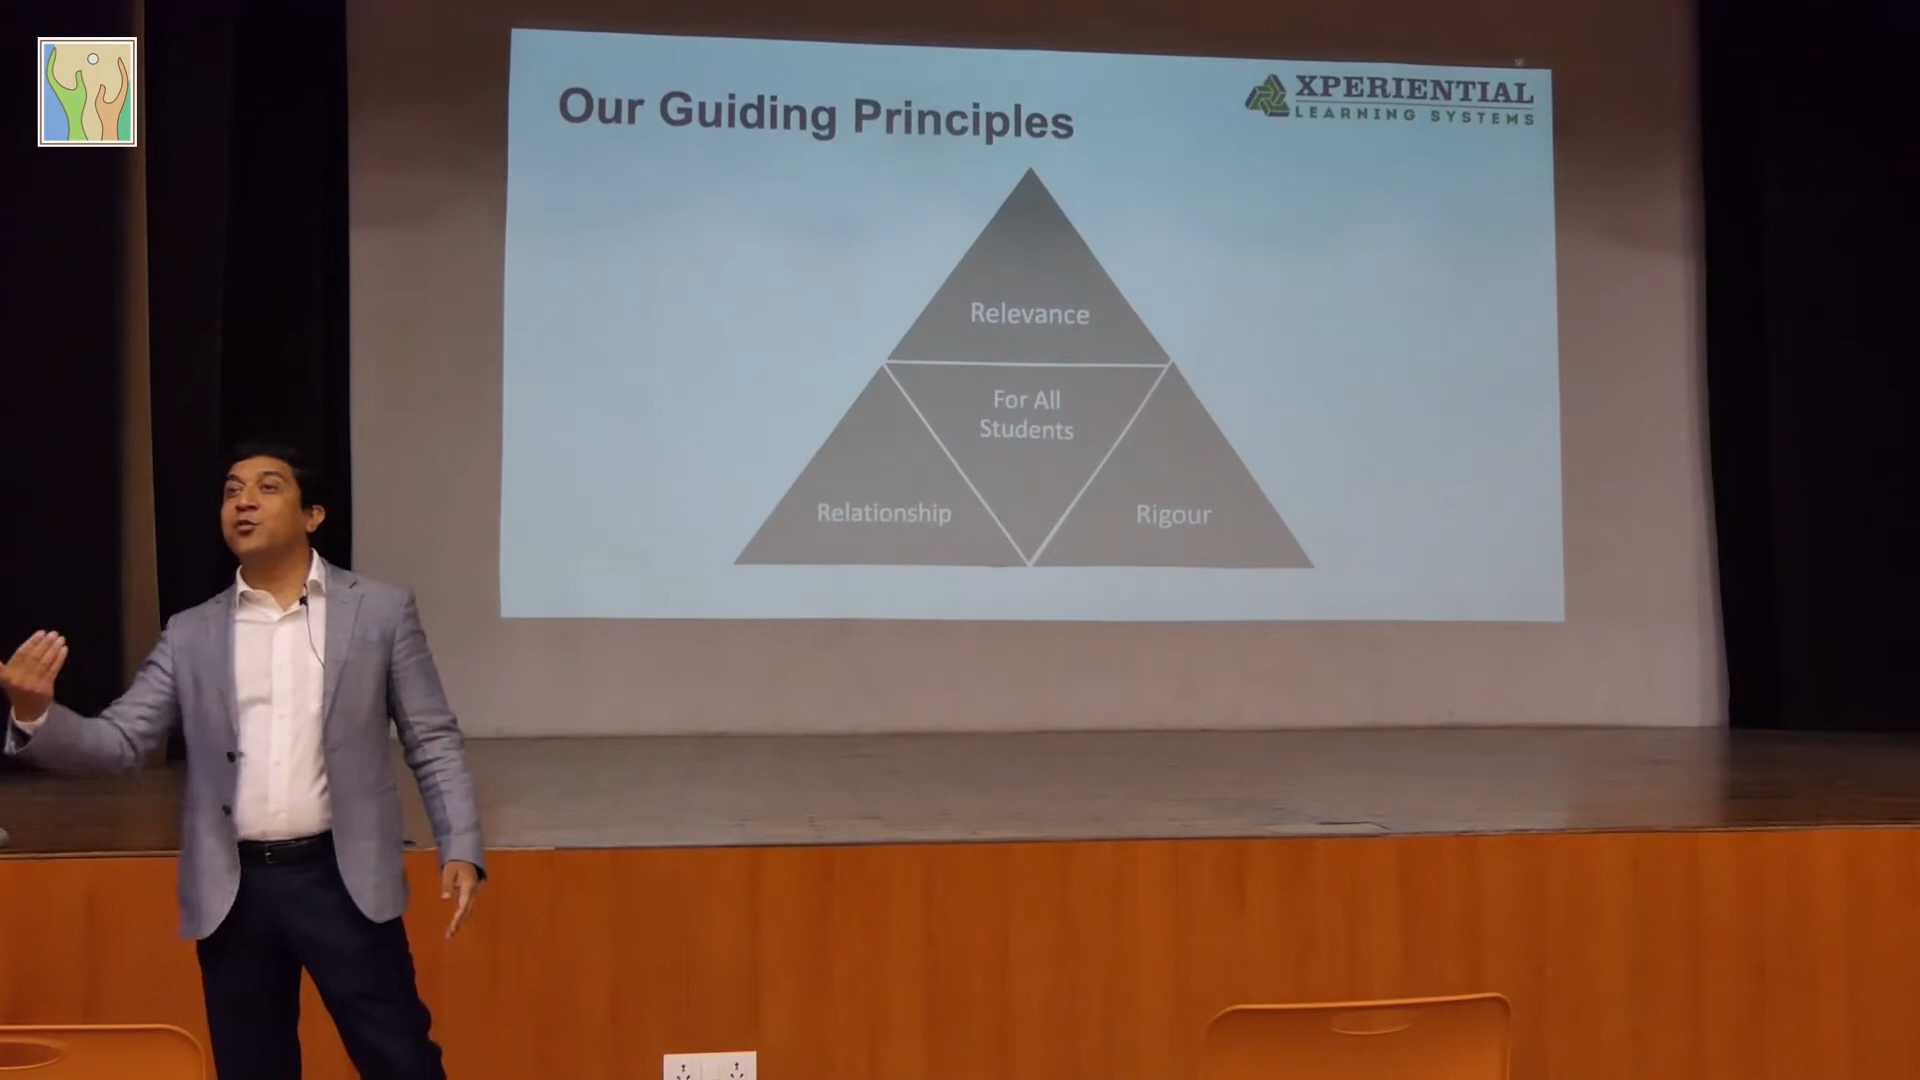 Our Guiding Principles
XPERIENTIAL
LEARNING SYSTEMS
Relevance
For All
Students
Relationship
Rigour